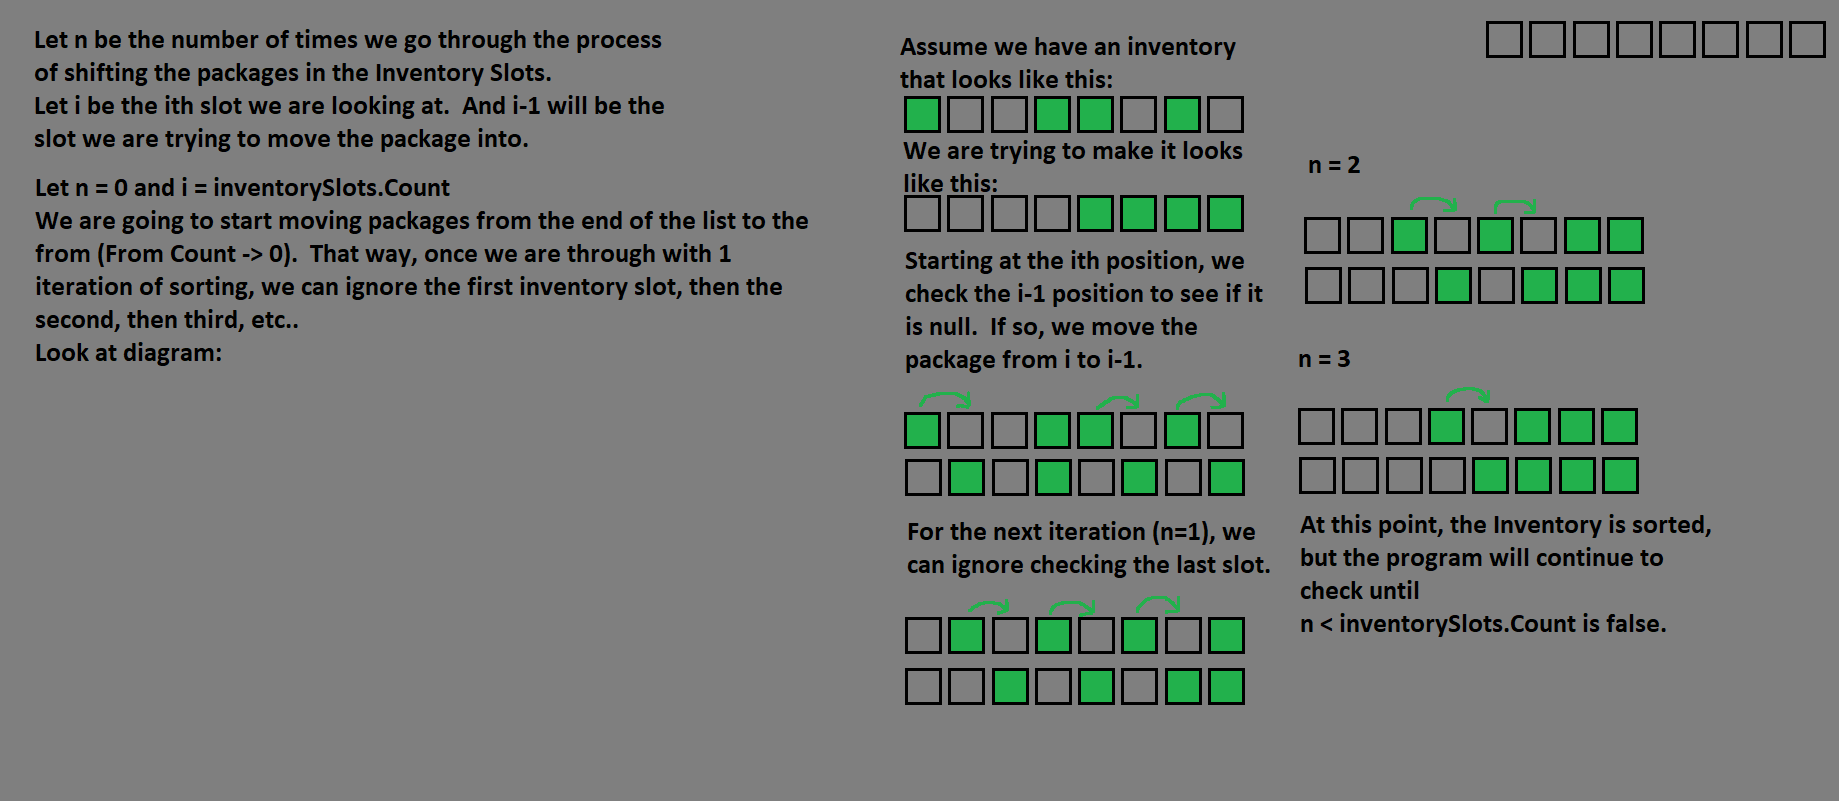 Let n be the number of times we go through the process
of shifting the packages in the Inventory Slots.
Let i be the ith slot we are looking at.  And i-1 will be the
slot we are trying to move the package into.
Let n = 0 and i = inventorySlots.Count
We are going to start moving packages from the end of the list to the
from (From Count -> 0).  That way, once we are through with 1
iteration of sorting, we can ignore the first inventory slot, then the
second, then third, etc..
Look at diagram:
Assume we have an inventory
that looks like this:
We are trying to make it looks
like this:
Starting at the ith position, we
check the i-1 position to see if it
is null.  If so, we move the
package from i to i-1.
For the next iteration (n=1), we
can ignore checking the last slot.
n = 2
n = 3
At this point, the Inventory is sorted,
but the program will continue to
check until
n < inventorySlots.Count is false.